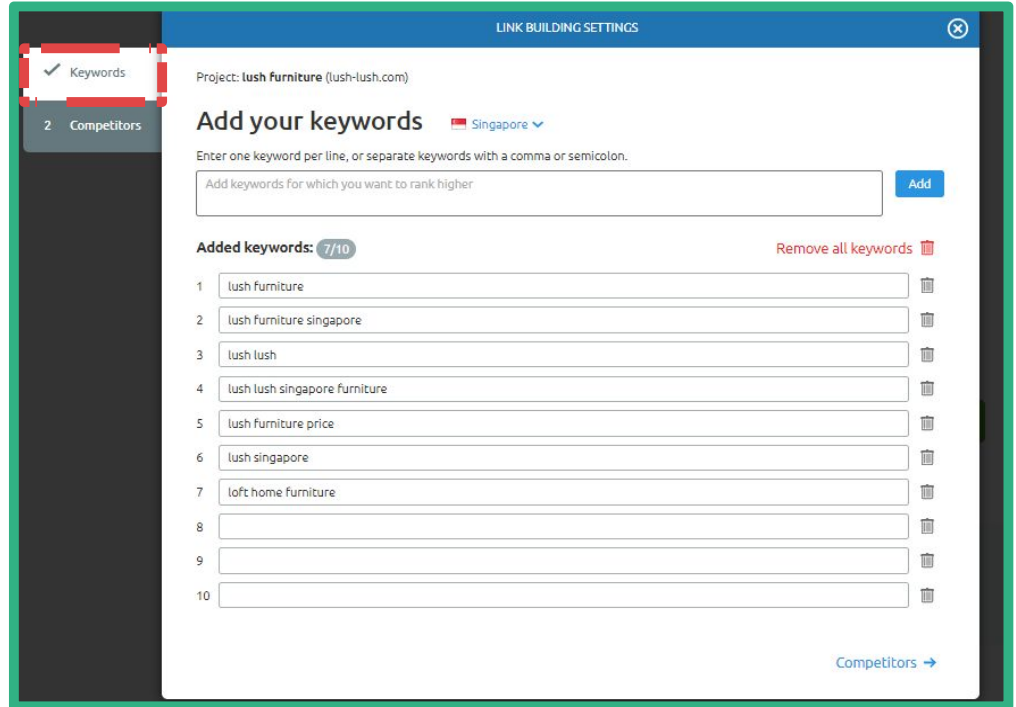 LINK BUILDING SETTINGS
Keywords
2 Competitors
Project: lush furniture (lush-lush.com)
Add your keywords Singapore
Enter one keyword per line, or separate keywords with a comma or semicolon.
Add keywords for which you want to rank higher
Add
Added keywords: 7/10 Remove all keywords
1 lush furniture
2 lush furniture singapore
3 lush lush
4 lush lush singapore furniture
5 lush furniture price
6 lush singapore
7 loft home furniture
8
9
10
Competitors →